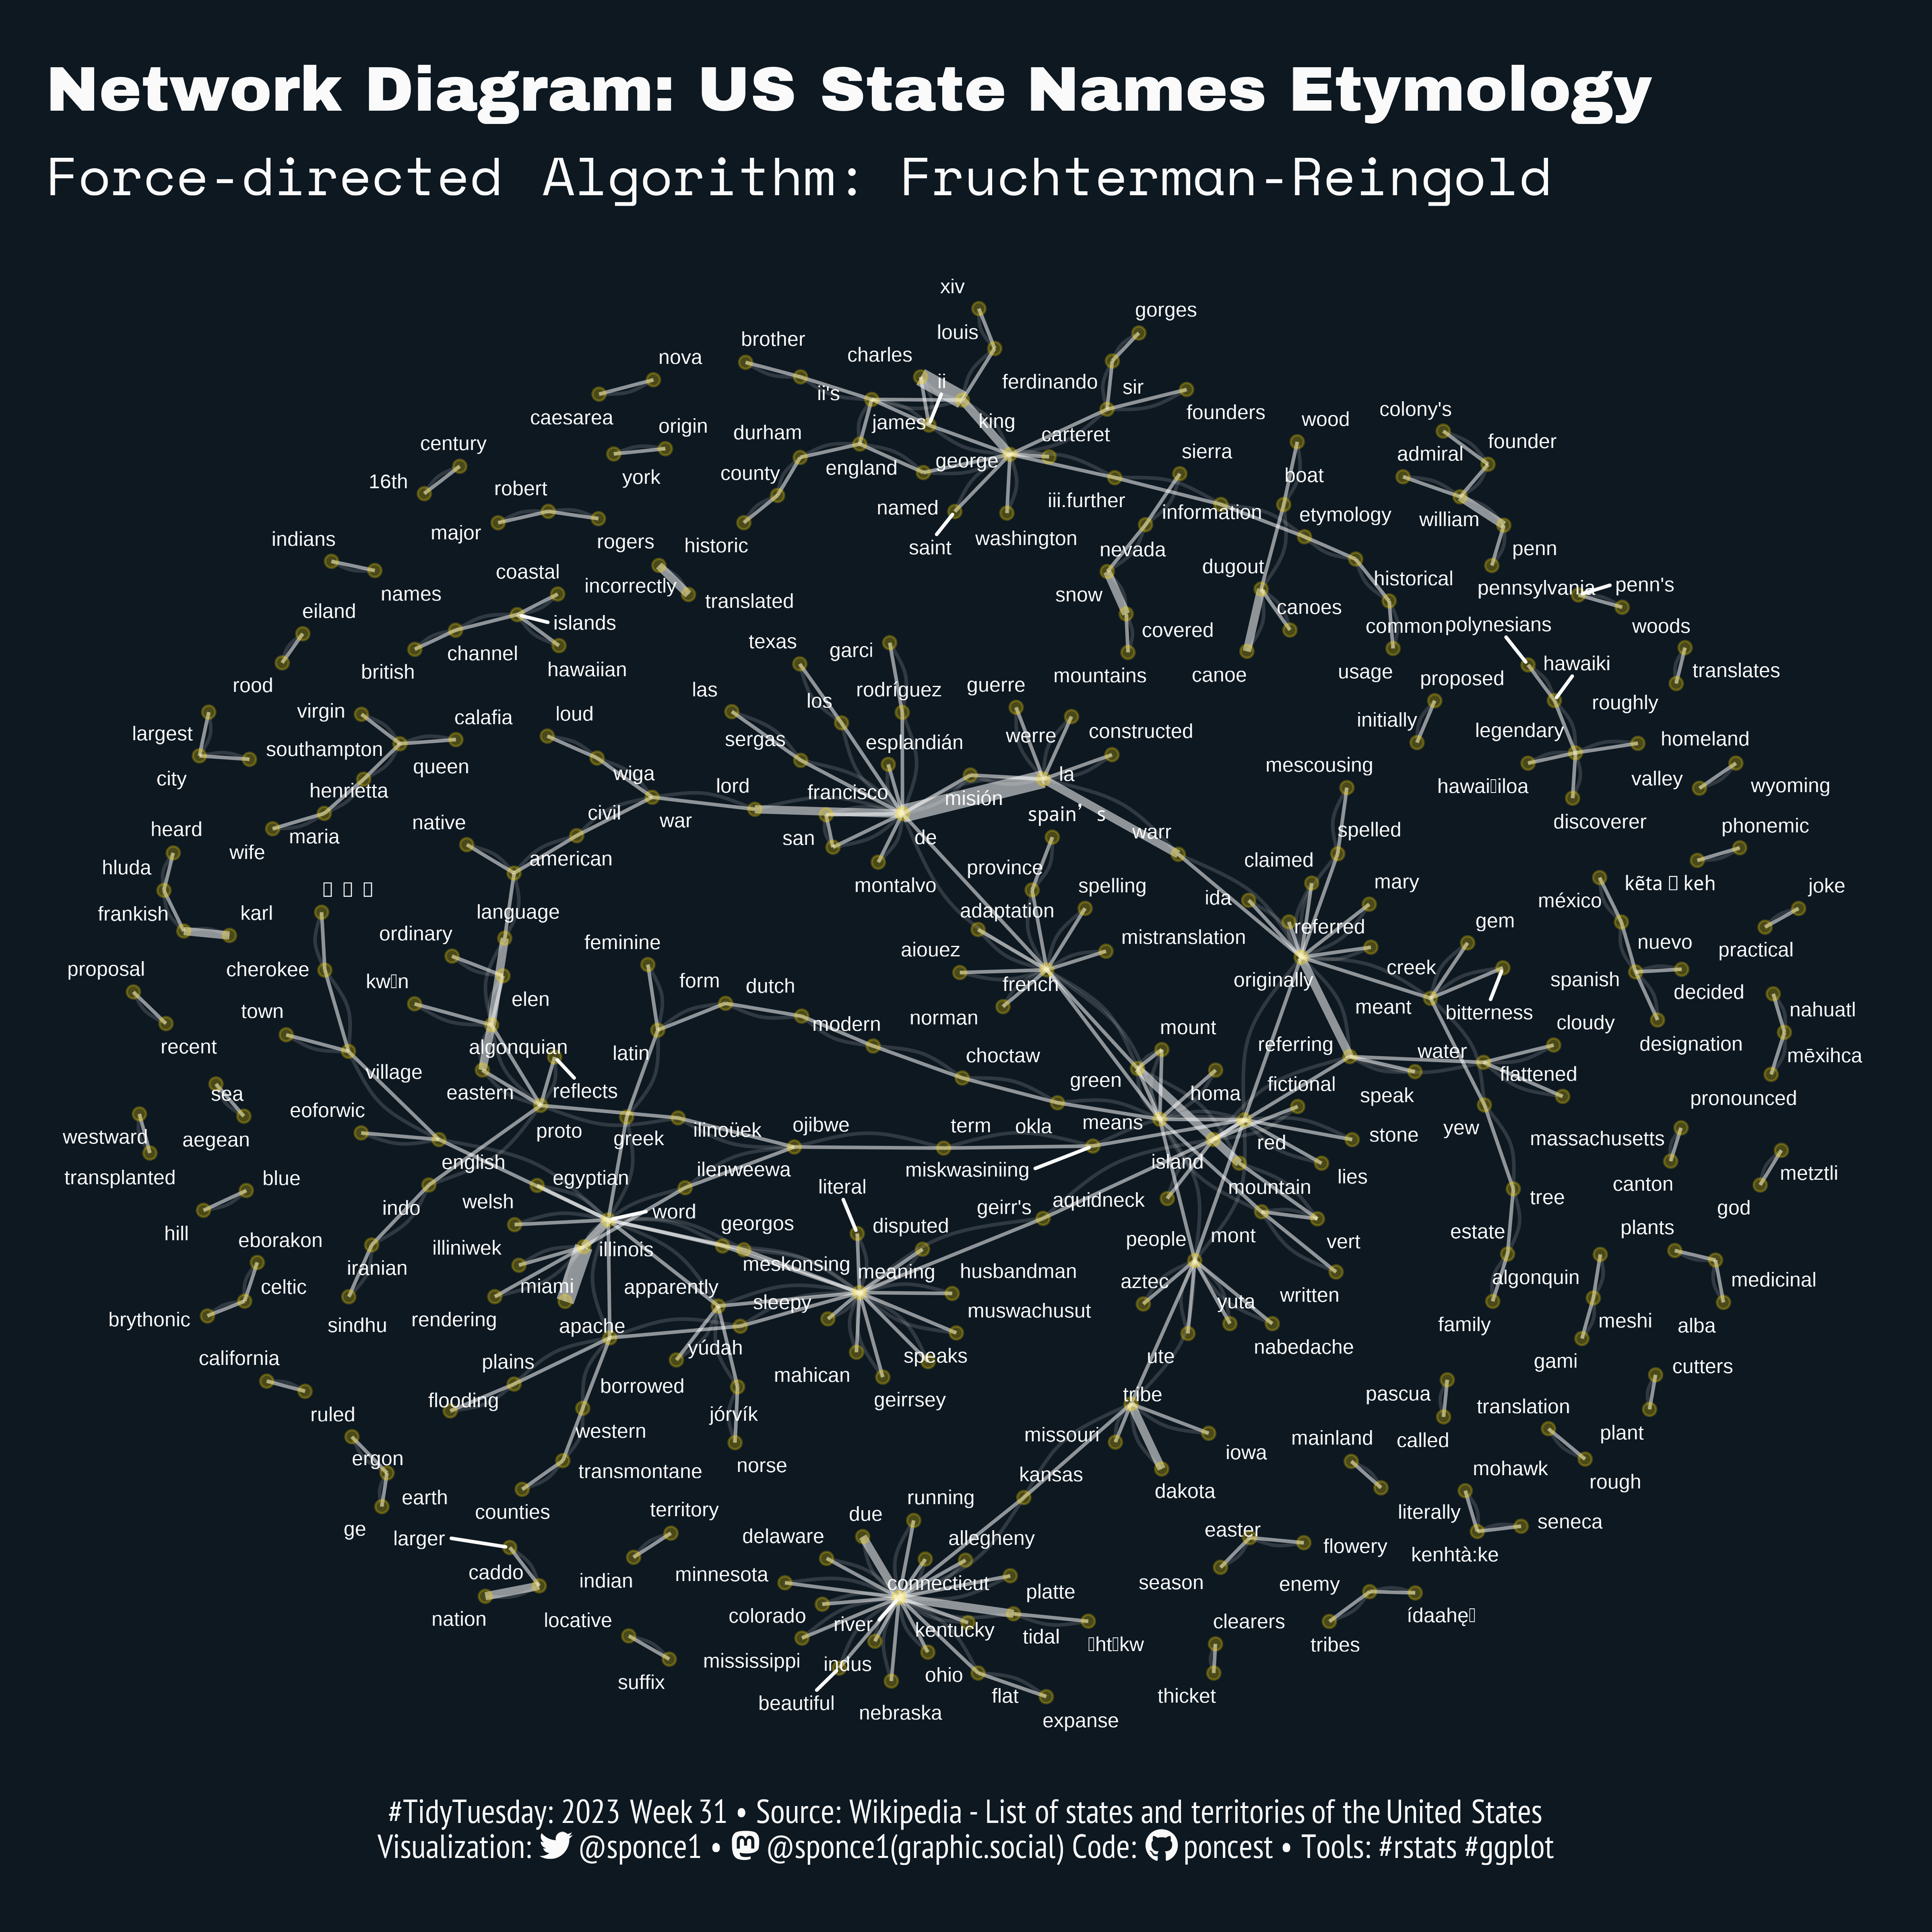 Network Diagram: US State Names Etymology
Force-directed Algorithm: Fruchterman-Reingold
xiv
gorges
louis
brother
charles
nova
ii
ferdinando
sir
ii's
colony's
caesarea
founders
wood
james
king
origin
durham
carteret
founder
century
sierra
admiral
george
england
county
boat
york
16th
robert
iii.further
named
information
etymology
william
major
indians
rogers
historic
saint
washington
nevada
penn
dugout
coastal
incorrectly
historical
pennsylvania
penn's
names
snow
translated
canoes
eiland
islands
covered
common
polynesians
woods
texas
garci
channel
hawaiki
hawaiian
british
mountains
canoe
usage
translates
proposed
rood
las
rodríguez
guerre
los
roughly
virgin
loud
calafia
initially
constructed
legendary
largest
werre
sergas
esplandián
homeland
southampton
queen
mescousing
wiga
la
city
valley
wyoming
lord
henrietta
francisco
misión
spain’s
war
civil
native
discoverer
phonemic
heard
maria
warr
spelled
san
de
wife
american
claimed
hluda
province
montalvo
spelling
mary
kẽta
keh
joke
ida
méxico
frankish
karl
language
adaptation
gem
referred
ordinary
feminine
mistranslation
aiouez
nuevo
practical
proposal
cherokee
creek
form
originally
spanish
dutch
french
decided
elen
town
meant
bitterness
nahuatl
norman
modern
cloudy
mount
recent
algonquian
latin
referring
water
designation
choctaw
mēxihca
village
green
flattened
fictional
eastern
reflects
homa
speak
sea
pronounced
eoforwic
okla
means
ojibwe
term
yew
proto
greek
ilinoüek
stone
westward
aegean
red
massachusetts
english
island
ilenweewa
miskwasiniing
lies
metztli
transplanted
blue
egyptian
canton
literal
mountain
tree
indo
welsh
aquidneck
god
word
geirr's
georgos
disputed
plants
hill
people
mont
estate
eborakon
illiniwek
illinois
vert
iranian
meskonsing
meaning
husbandman
algonquin
medicinal
celtic
apparently
aztec
miami
written
sleepy
yuta
muswachusut
brythonic
sindhu
rendering
apache
meshi
family
alba
yúdah
speaks
nabedache
california
plains
ute
gami
mahican
cutters
borrowed
flooding
geirrsey
tribe
pascua
ruled
jórvík
translation
western
missouri
iowa
mainland
called
plant
ergon
norse
transmontane
kansas
mohawk
rough
dakota
earth
running
counties
territory
due
literally
seneca
ge
larger
delaware
allegheny
easter
flowery
kenhtà:ke
caddo
minnesota
indian
connecticut
season
enemy
platte
nation
locative
colorado
river
kentucky
clearers
tidal
tribes
mississippi
indus
ohio
suffix
flat
thicket
beautiful
nebraska
expanse
#TidyTuesday: 2023 Week 31 • Source: Wikipedia - List of states and territories of the United States
Visualization: @sponce1 • @sponce1(graphic.social) Code: poncest • Tools: #rstats #ggplot